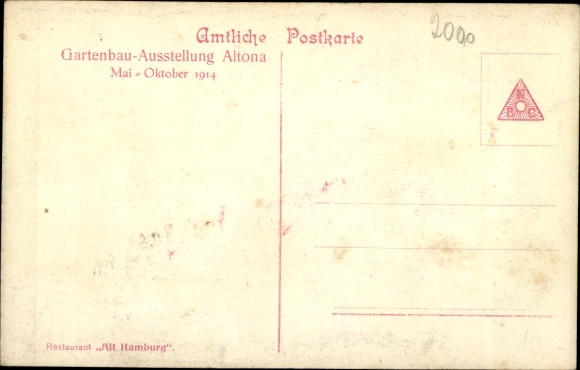 Amtliche Postkarte
Gartenbau-Ausstellung Altona
Mai - Oktober 1914
2000
Restaurant „Alt Hamburg“.